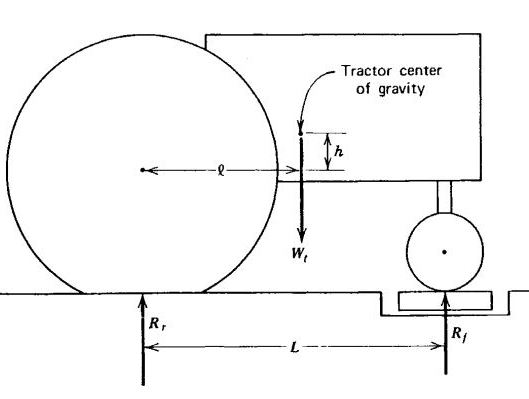 Tractor center
of gravity
h
ℓ
W_t
R_r
R_f
L